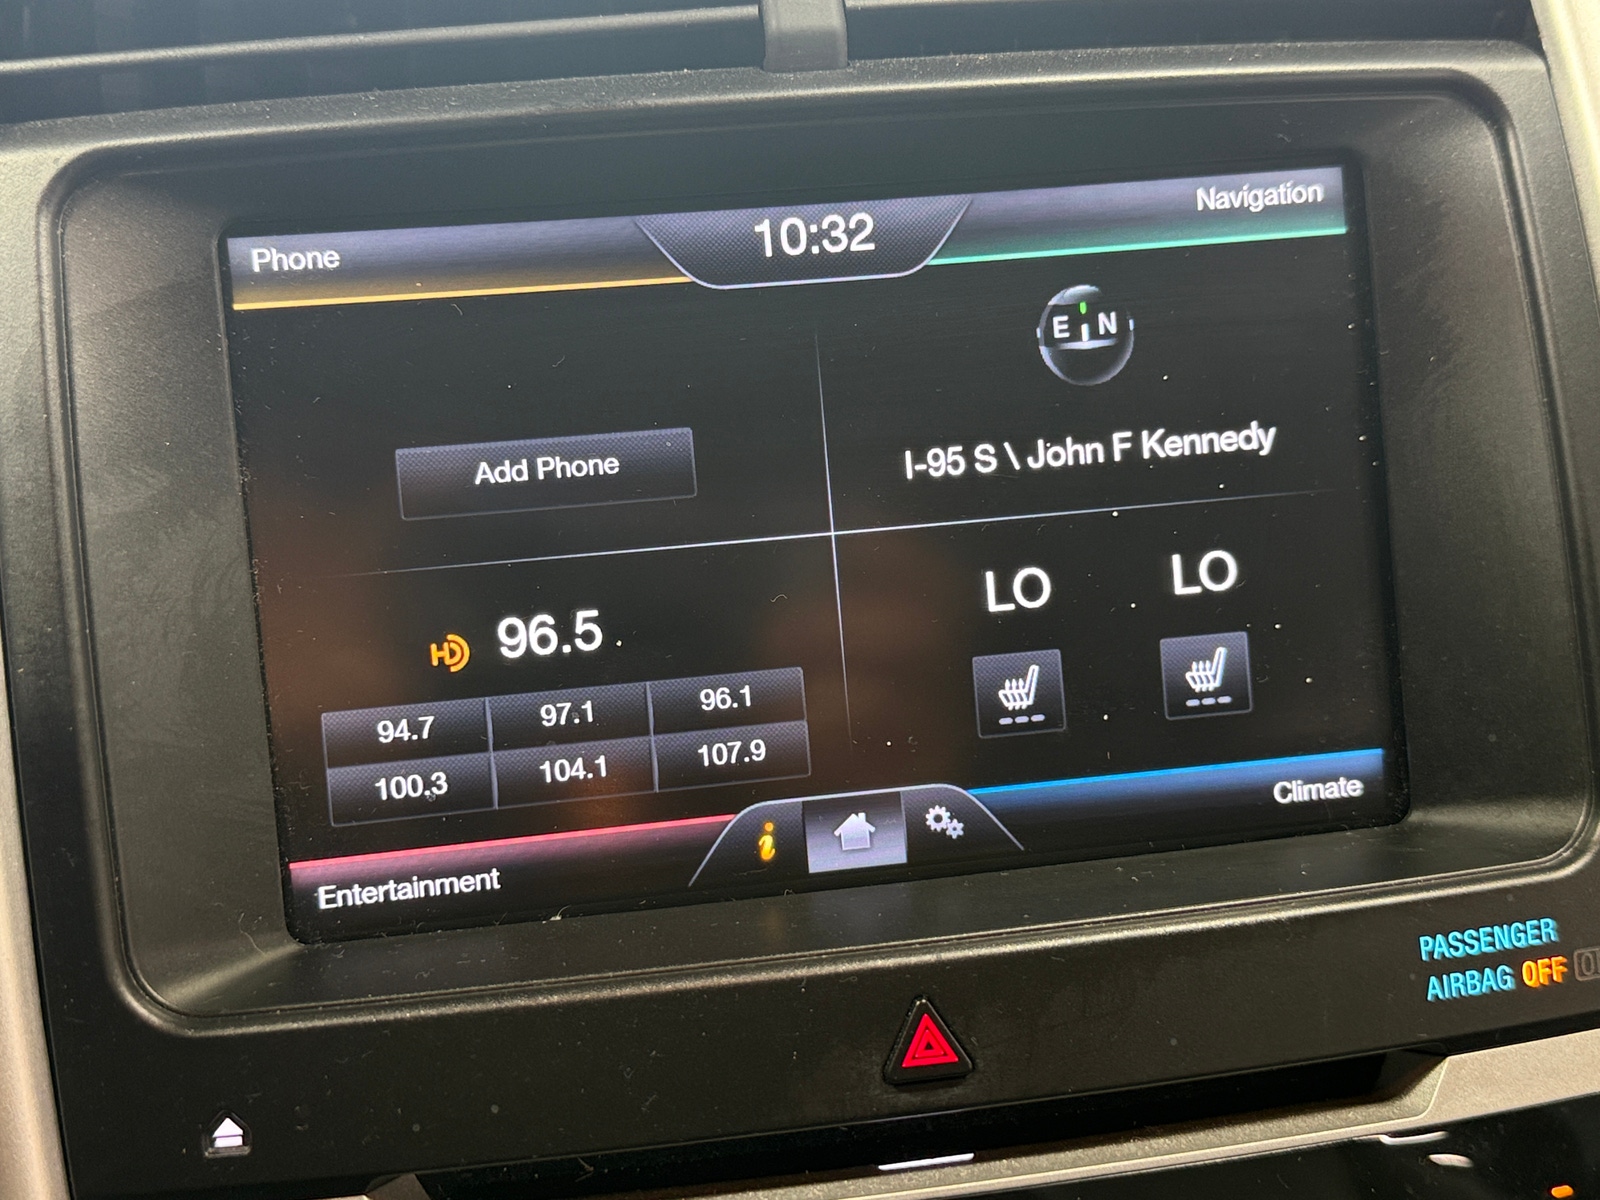 Phone
10:32
Navigation
E N
Add Phone
I-95 S \ John F Kennedy
HD 96.5
LO LO
94.7 97.1 96.1
100.3 104.1 107.9
Climate
i
Entertainment
PASSENGER
AIRBAG OFF